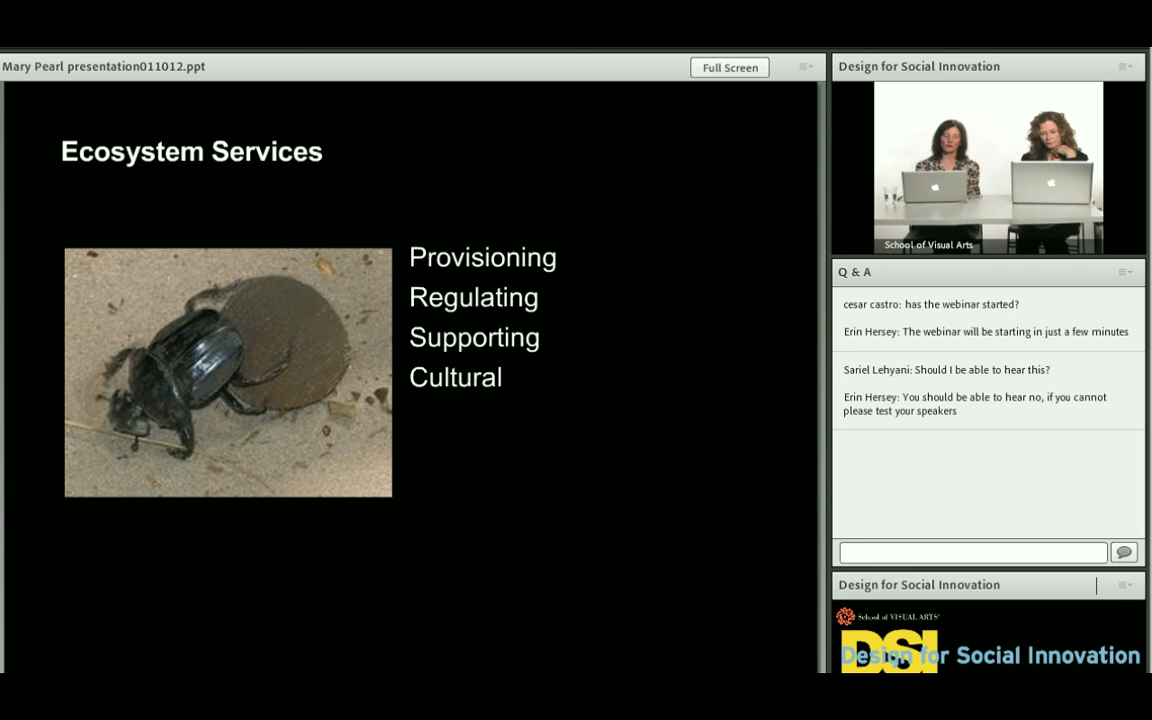 Mary Pearl presentation011012.ppt
Full Screen
Ecosystem Services
Provisioning
Regulating
Supporting
Cultural
Design for Social Innovation
School of Visual Arts
Q & A
cesar castro: has the webinar started?
Erin Hersey: The webinar will be starting in just a few minutes
Sariel Lehyani: Should I be able to hear this?
Erin Hersey: You should be able to hear no, if you cannot
please test your speakers
Design for Social Innovation
School of VISUAL ARTS
DSI
Design for Social Innovation